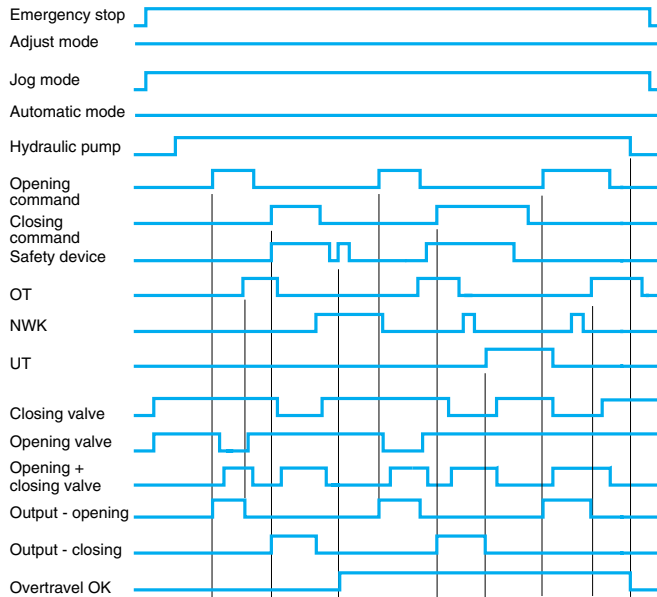 Emergency stop
Adjust mode
Jog mode
Automatic mode
Hydraulic pump
Opening
command
Closing
command
Safety device
OT
NWK
UT
Closing valve
Opening valve
Opening +
closing valve
Output - opening
Output - closing
Overtravel OK